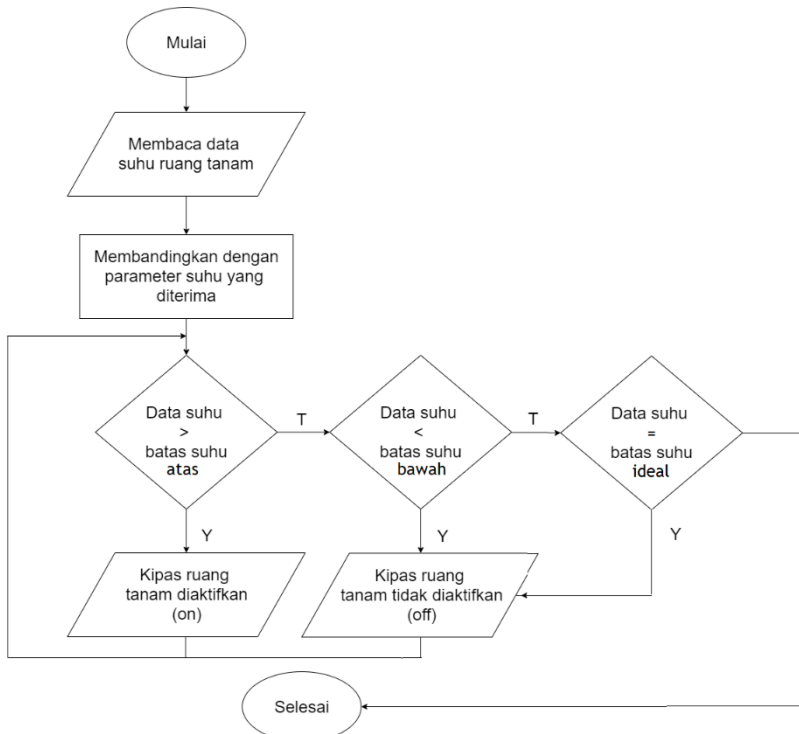 Mulai
Membaca data
suhu ruang tanam
Membandingkan dengan
parameter suhu yang
diterima
Data suhu
>
batas suhu
atas
T
Data suhu
<
batas suhu
bawah
T
Data suhu
=
batas suhu
ideal
Y
Y
Y
Kipas ruang
tanam diaktifkan
(on)
Kipas ruang
tanam tidak diaktifkan
(off)
Selesai